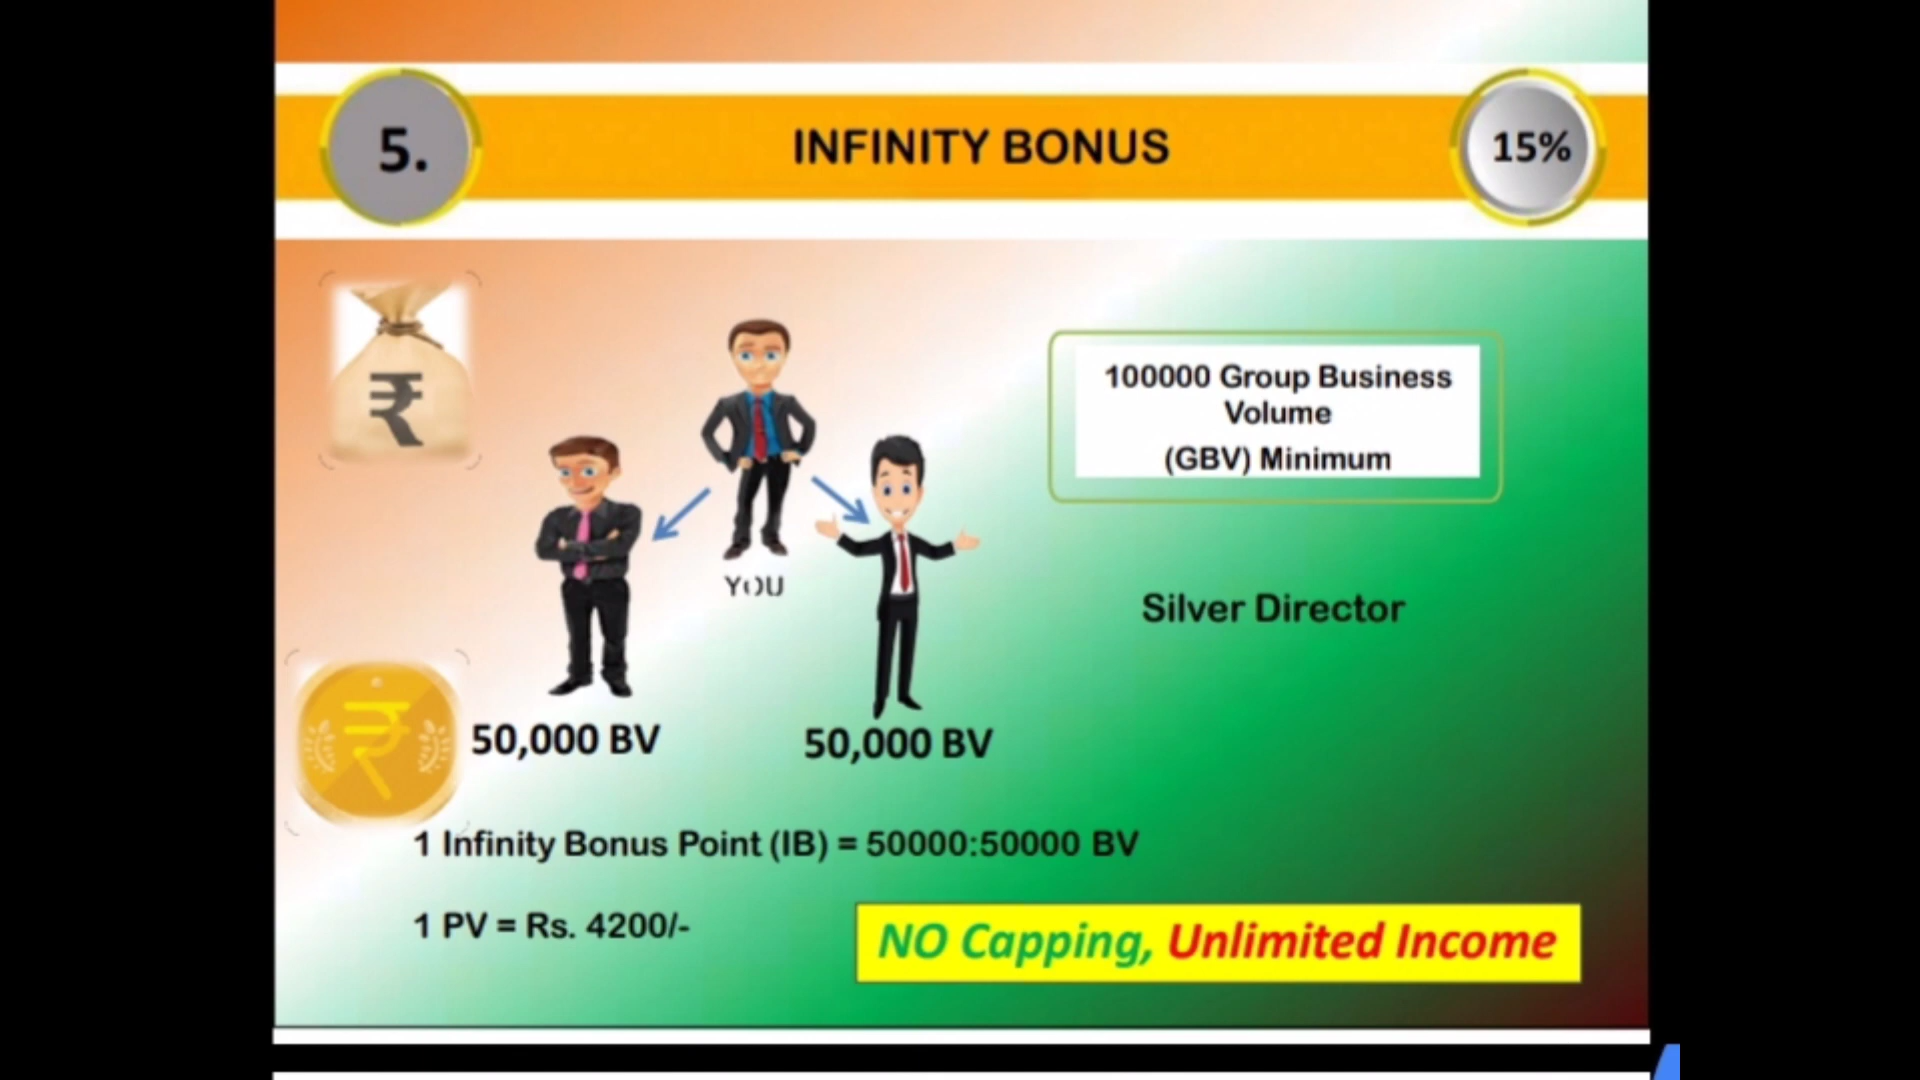 5.
INFINITY BONUS
15%
100000 Group Business
Volume
(GBV) Minimum
YOU
Silver Director
50,000 BV
50,000 BV
1 Infinity Bonus Point (IB) = 50000:50000 BV
1 PV = Rs. 4200/-
NO Capping, Unlimited Income